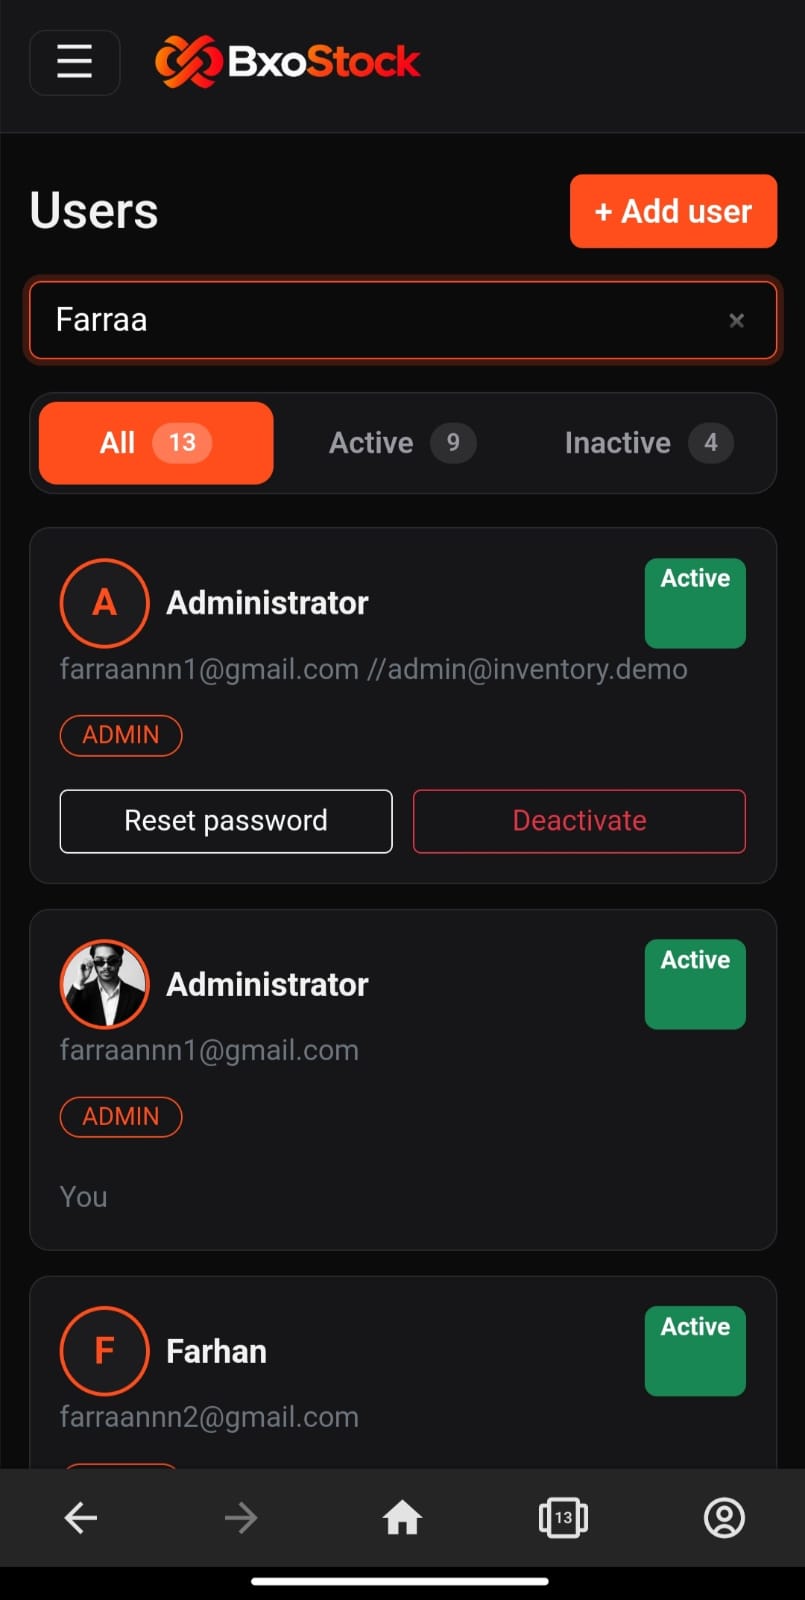 BxoStock
Users
+ Add user
Farraa
×
All 13
Active 9
Inactive 4
A
Administrator
Active
farraannn1@gmail.com //admin@inventory.demo
ADMIN
Reset password
Deactivate
Administrator
Active
farraannn1@gmail.com
ADMIN
You
F
Farhan
Active
farraannn2@gmail.com
13